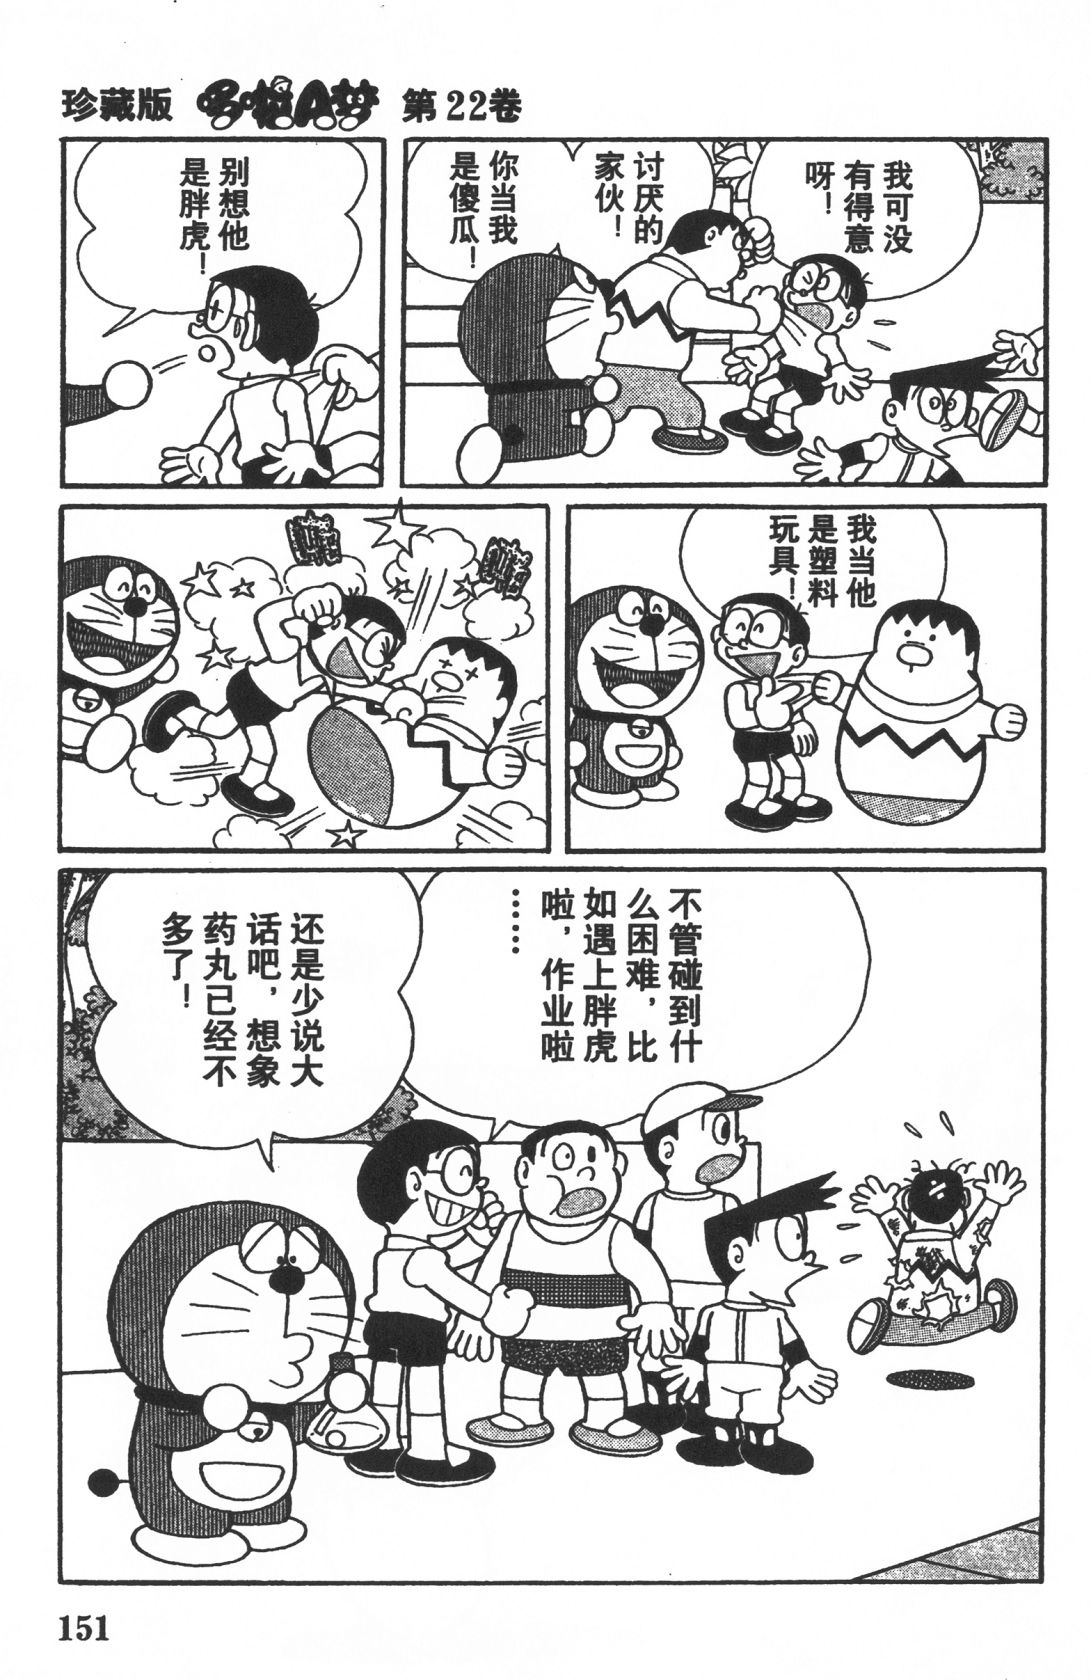 珍藏版 哆啦A梦 第22卷
我可没
有得意
呀！
讨厌的
家伙！
你当我
是傻瓜！
别想他
是胖虎！
我当他
是塑料
玩具！
不管碰到什
么困难，比
如遇上胖虎
啦，作业啦
……
还是少说大
话吧，想象
药丸已经不
多了！
151